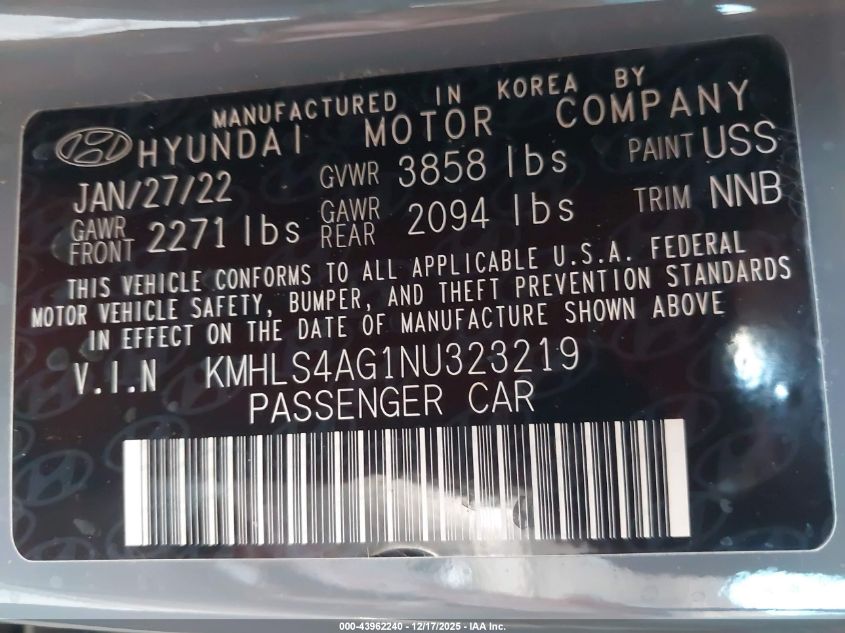 MANUFACTURED IN KOREA BY
HYUNDAI MOTOR COMPANY
JAN/27/22 GVWR 3858 lbs PAINT USS
GAWR FRONT 2271 lbs GAWR REAR 2094 lbs TRIM NNB
THIS VEHICLE CONFORMS TO ALL APPLICABLE U.S.A. FEDERAL
MOTOR VEHICLE SAFETY, BUMPER, AND THEFT PREVENTION STANDARDS
IN EFFECT ON THE DATE OF MANUFACTURE SHOWN ABOVE
V.I.N KMHLS4AG1NU323219
PASSENGER CAR
000-43962240 - 12/17/2025 - IAA Inc.